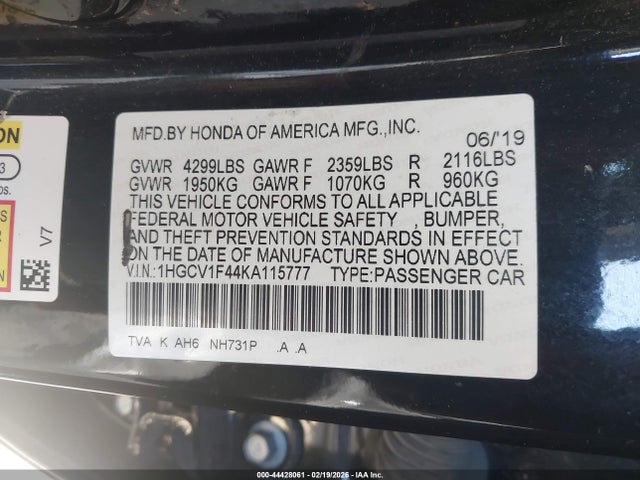 ON
3
os.
S
V7
MFD.BY HONDA OF AMERICA MFG.,INC.
06/'19
GVWR 4299LBS GAWR F 2359LBS R 2116LBS
GVWR 1950KG GAWR F 1070KG R 960KG
THIS VEHICLE CONFORMS TO ALL APPLICABLE
FEDERAL MOTOR VEHICLE SAFETY , BUMPER,
AND THEFT PREVENTION STANDARDS IN EFFECT
ON THE DATE OF MANUFACTURE SHOWN ABOVE.
V.I.N.:1HGCV1F44KA115777 TYPE:PASSENGER CAR
TVA K AH6 NH731P .A .A
000-44428061 - 02/19/2026 - IAA Inc.